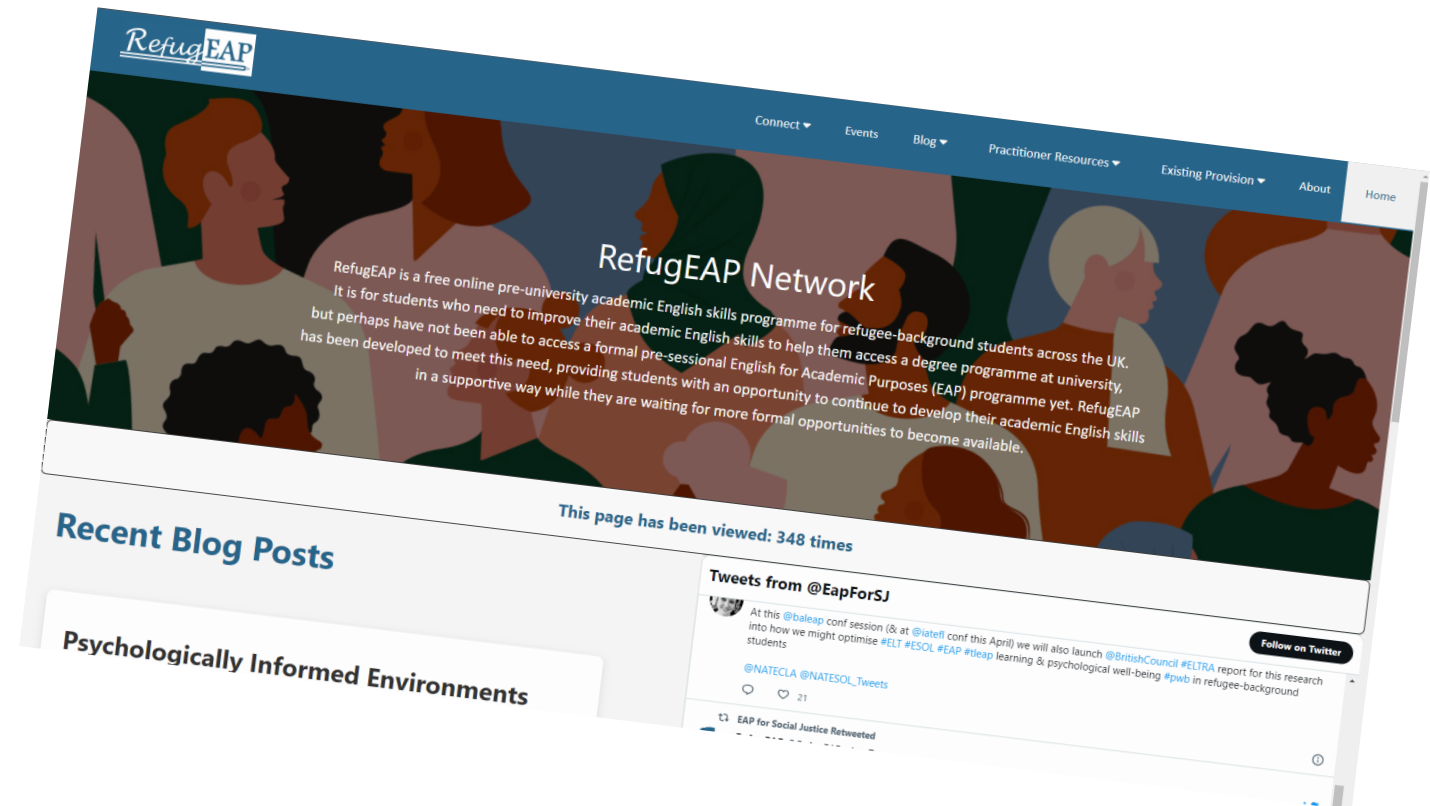 RefugEAP
Connect
Events
Blog
Practitioner Resources
Existing Provision
About
Home
RefugEAP Network
RefugEAP is a free online pre-university academic English skills programme for refugee-background students across the UK.
It is for students who need to improve their academic English skills to help them access a degree programme at university,
but perhaps have not been able to access a formal pre-sessional English for Academic Purposes (EAP) programme yet. RefugEAP
has been developed to meet this need, providing students with an opportunity to continue to develop their academic English skills
in a supportive way while they are waiting for more formal opportunities to become available.
This page has been viewed: 348 times
Recent Blog Posts
Psychologically Informed Environments
Tweets from @EapForSJ
Follow on Twitter
At this @baleap conf session (& at @iatefl conf this April) we will also launch @BritishCouncil #ELTRA report for this research
into how we might optimise #ELT #ESOL #EAP #tleap learning & psychological well-being #pwb in refugee-background
students
@NATECLA @NATESOL_Tweets
21
EAP for Social Justice Retweeted